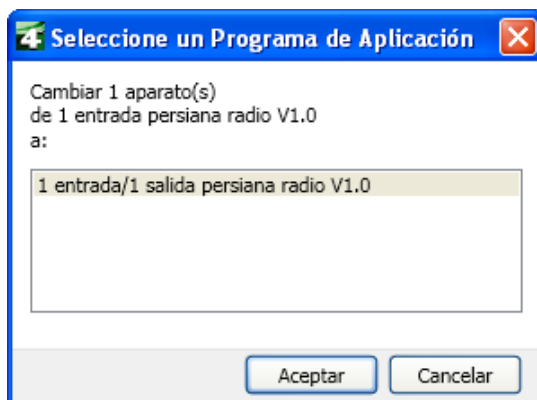 4 Seleccione un Programa de Aplicación
Cambiar 1 aparato(s)
de 1 entrada persiana radio V1.0
a:
1 entrada/1 salida persiana radio V1.0
Aceptar
Cancelar